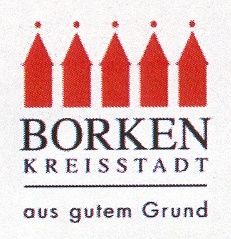 BORKEN
KREISSTADT
aus gutem Grund